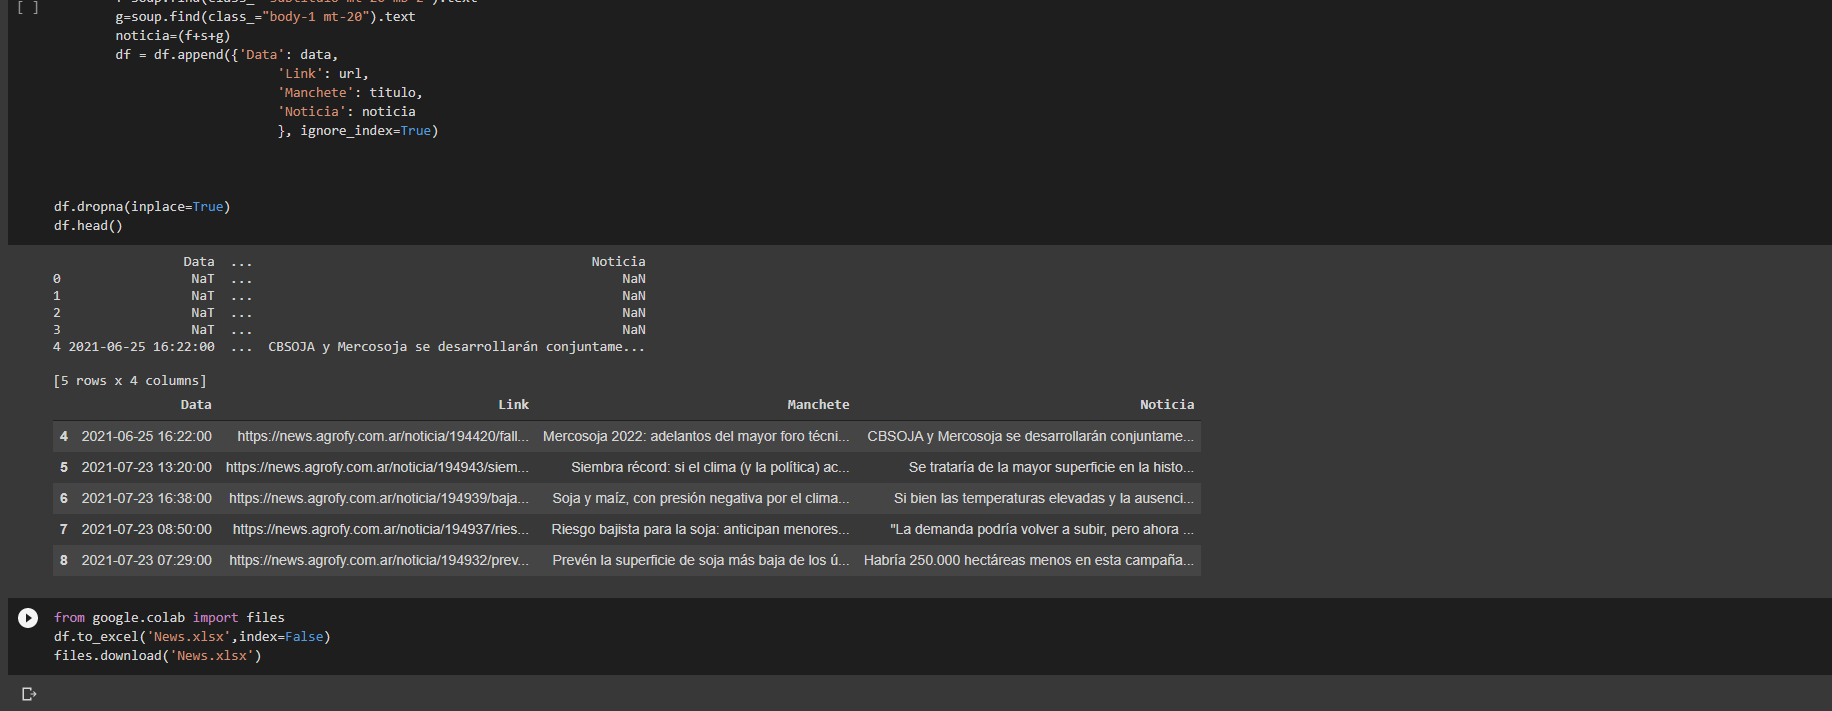 [ ]
g=soup.find(class_="body-1 mt-20").text
noticia=(f+s+g)
df = df.append({'Data': data,
'Link': url,
'Manchete': titulo,
'Noticia': noticia
}, ignore_index=True)
df.dropna(inplace=True)
df.head()
Data ... Noticia
0 NaT ... NaN
1 NaT ... NaN
2 NaT ... NaN
3 NaT ... NaN
4 2021-06-25 16:22:00 ... CBSOJA y Mercosoja se desarrollarán conjuntame...
[5 rows x 4 columns]
Data Link Manchete Noticia
4 2021-06-25 16:22:00 https://news.agrofy.com.ar/noticia/194420/fall... Mercosoja 2022: adelantos del mayor foro técni... CBSOJA y Mercosoja se desarrollarán conjuntame...
5 2021-07-23 13:20:00 https://news.agrofy.com.ar/noticia/194943/siem... Siembra récord: si el clima (y la política) ac... Se trataría de la mayor superficie en la histo...
6 2021-07-23 16:38:00 https://news.agrofy.com.ar/noticia/194939/baja... Soja y maíz, con presión negativa por el clima... Si bien las temperaturas elevadas y la ausenci...
7 2021-07-23 08:50:00 https://news.agrofy.com.ar/noticia/194937/ries... Riesgo bajista para la soja: anticipan menores... "La demanda podría volver a subir, pero ahora ...
8 2021-07-23 07:29:00 https://news.agrofy.com.ar/noticia/194932/prev... Prevén la superficie de soja más baja de los ú... Habría 250.000 hectáreas menos en esta campaña...
from google.colab import files
df.to_excel('News.xlsx',index=False)
files.download('News.xlsx')